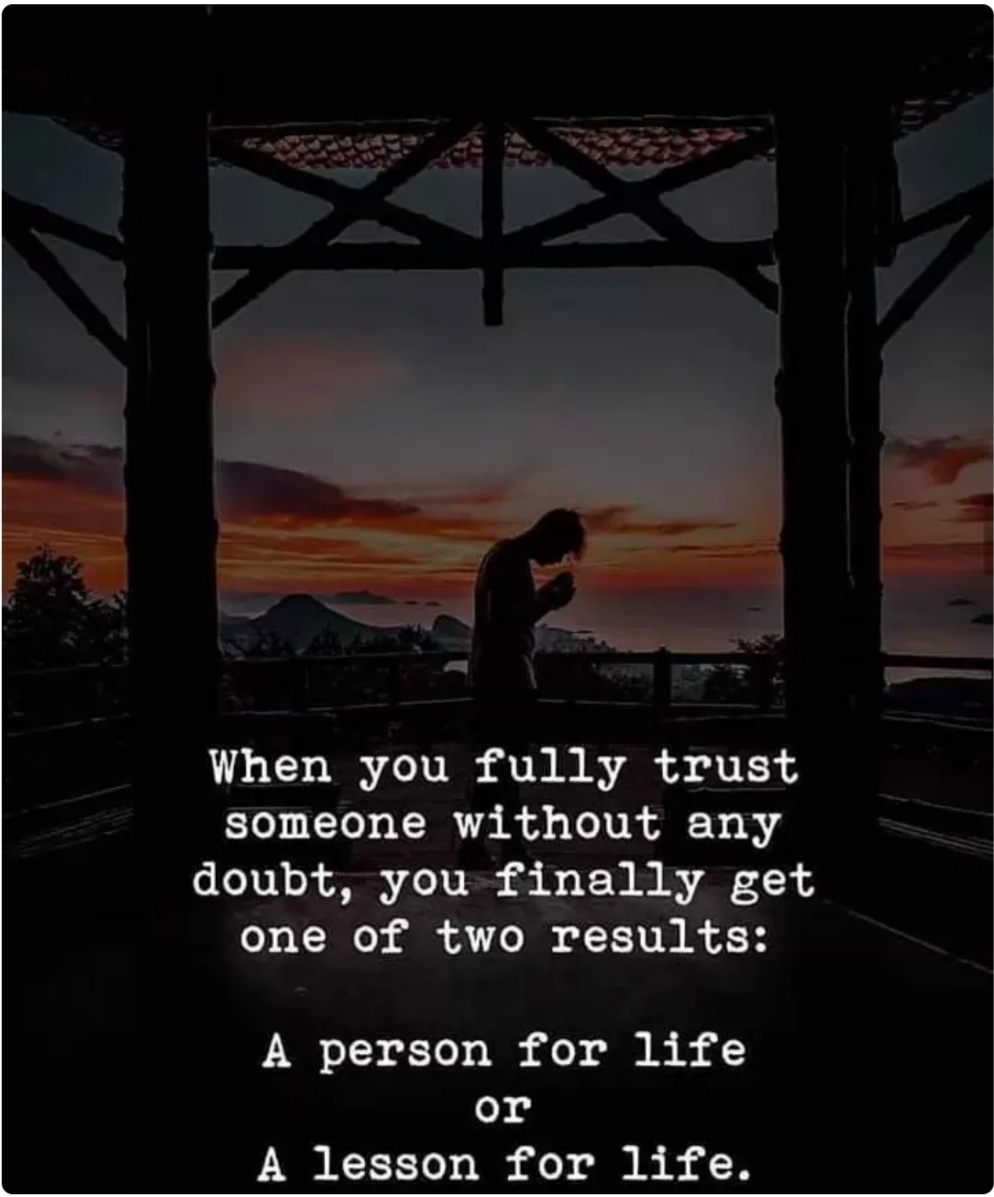 When you fully trust
someone without any
doubt, you finally get
one of two results:
A person for life
or
A lesson for life.